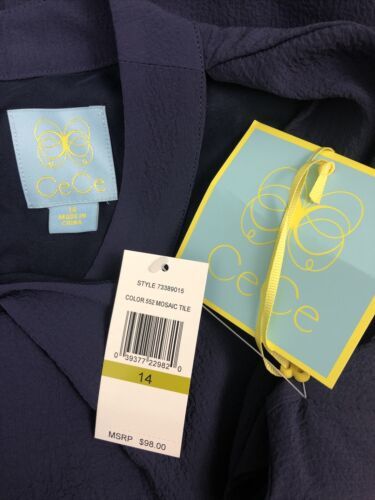 CeCe
14
MADE IN
CHINA
CeCe
STYLE 73389015
COLOR 552 MOSAIC TILE
0 39377 22982 0
14
MSRP $98.00